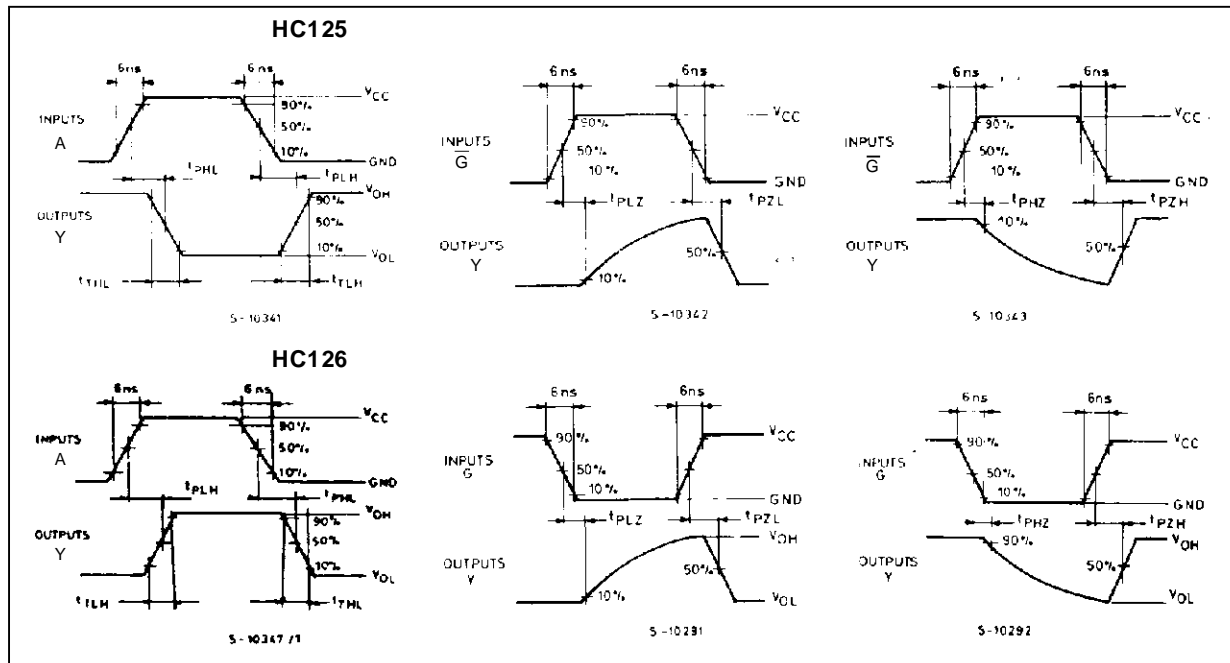 HC125
6ns 6ns
VCC
90%
50%
10%
GND
INPUTS
A
tPHL tPLH
VOH
90%
50%
10%
VOL
OUTPUTS
Y
tTHL tTLH
S-10341
6ns 6ns
VCC
90%
50%
10%
GND
INPUTS
G
tPLZ tPZL
OUTPUTS
Y
50%
10%
S-10342
6ns 6ns
VCC
90%
50%
10%
GND
INPUTS
G
tPHZ tPZH
10%
50%
OUTPUTS
Y
S-10343
HC126
6ns 6ns
VCC
90%
50%
10%
GND
INPUTS
A
tPLH tPHL
VOH
90%
50%
10%
VOL
OUTPUTS
Y
tTLH tTHL
S-10347/1
6ns 6ns
VCC
90%
50%
10%
GND
INPUTS
G
tPLZ tPZL
VOH
50%
10%
VOL
OUTPUTS
Y
S-10291
6ns 6ns
VCC
90%
50%
10%
GND
INPUTS
G
tPHZ tPZH
VOH
90%
50%
VOL
OUTPUTS
Y
S-10292